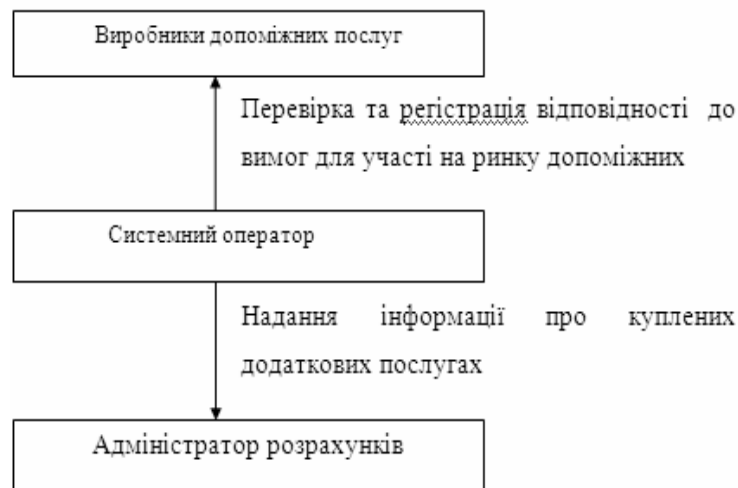 Виробники допоміжних послуг
Перевірка та регістрація відповідності до
вимог для участі на ринку допоміжних
Системний оператор
Надання інформації про куплених
додаткових послугах
Адміністратор розрахунків